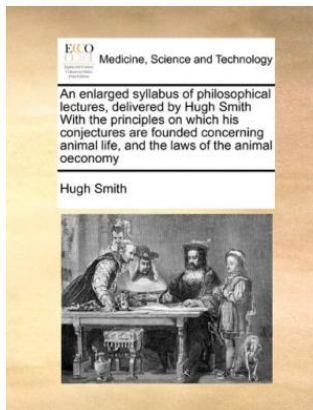 ECCO
Medicine, Science and Technology
An enlarged syllabus of philosophical
lectures, delivered by Hugh Smith
With the principles on which his
conjectures are founded concerning
animal life, and the laws of the animal
oeconomy
Hugh Smith